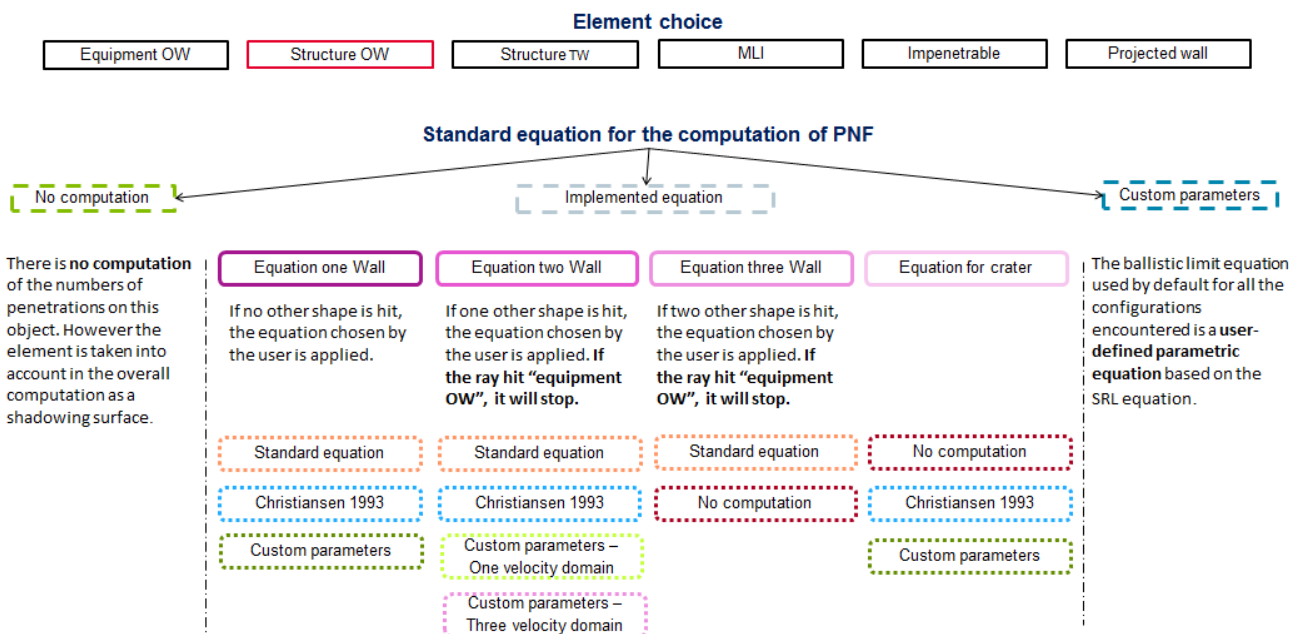 Element choice
Equipment OW
Structure OW
Structure TW
MLI
Impenetrable
Projected wall
Standard equation for the computation of PNF
No computation
Implemented equation
Custom parameters
There is no computation
of the numbers of
penetrations on this
object. However the
element is taken into
account in the overall
computation as a
shadowing surface.
Equation one Wall
If no other shape is hit,
the equation chosen by
the user is applied.
Standard equation
Christiansen 1993
Custom parameters
Equation two Wall
If one other shape is hit,
the equation chosen by
the user is applied. If
the ray hit “equipment
OW”, it will stop.
Standard equation
Christiansen 1993
Custom parameters –
One velocity domain
Custom parameters –
Three velocity domain
Equation three Wall
If two other shape is hit,
the equation chosen by
the user is applied. If
the ray hit “equipment
OW”, it will stop.
Standard equation
No computation
Equation for crater
No computation
Christiansen 1993
Custom parameters
The ballistic limit equation
used by default for all the
configurations
encountered is a user-
defined parametric
equation based on the
SRL equation.